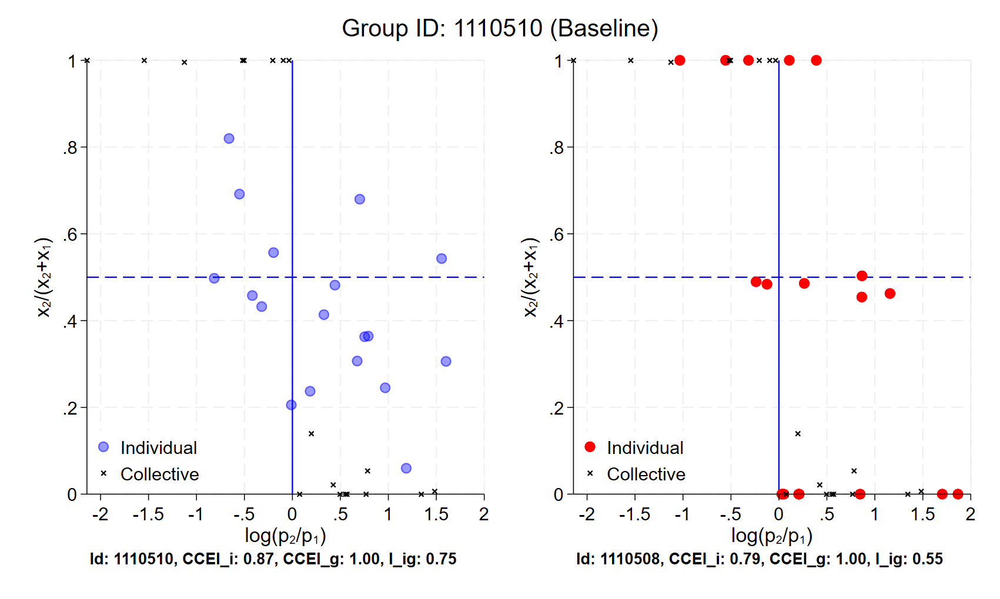 Group ID: 1110510 (Baseline)
1
.8
.6
.4
.2
0
x₂/(x₂+x₁)
Individual
Collective
-2 -1.5 -1 -.5 0 .5 1 1.5 2
log(p₂/p₁)
Id: 1110510, CCEI_i: 0.87, CCEI_g: 1.00, I_ig: 0.75
1
.8
.6
.4
.2
0
x₂/(x₂+x₁)
Individual
Collective
-2 -1.5 -1 -.5 0 .5 1 1.5 2
log(p₂/p₁)
Id: 1110508, CCEI_i: 0.79, CCEI_g: 1.00, I_ig: 0.55